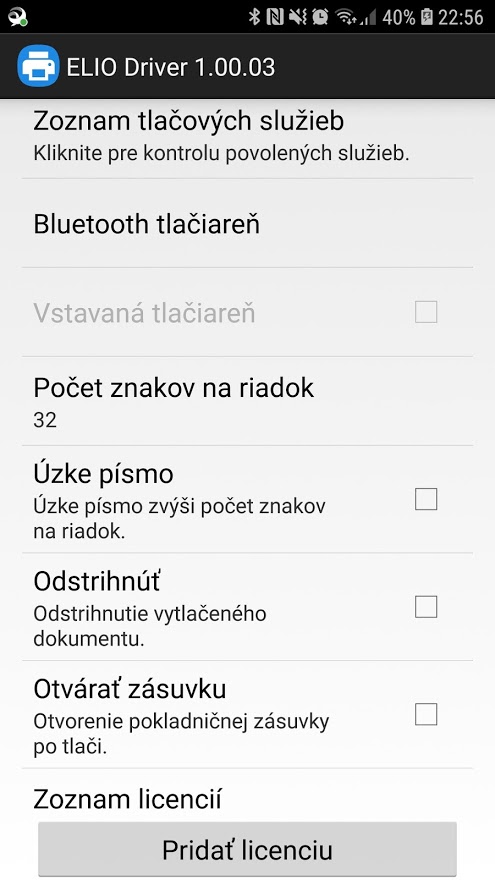 40% 22:56
ELIO Driver 1.00.03
Zoznam tlačových služieb
Kliknite pre kontrolu povolených služieb.
Bluetooth tlačiareň
Vstavaná tlačiareň
Počet znakov na riadok
32
Úzke písmo
Úzke písmo zvýši počet znakov
na riadok.
Odstrihnúť
Odstrihnutie vytlačeného
dokumentu.
Otvárať zásuvku
Otvorenie pokladničnej zásuvky
po tlači.
Zoznam licencií
Pridať licenciu